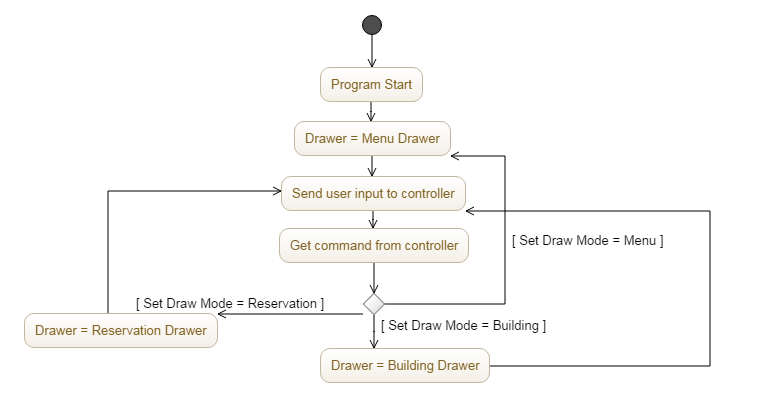 Program Start
Drawer = Menu Drawer
Send user input to controller
[ Set Draw Mode = Menu ]
Get command from controller
[ Set Draw Mode = Reservation ]
[ Set Draw Mode = Building ]
Drawer = Reservation Drawer
Drawer = Building Drawer